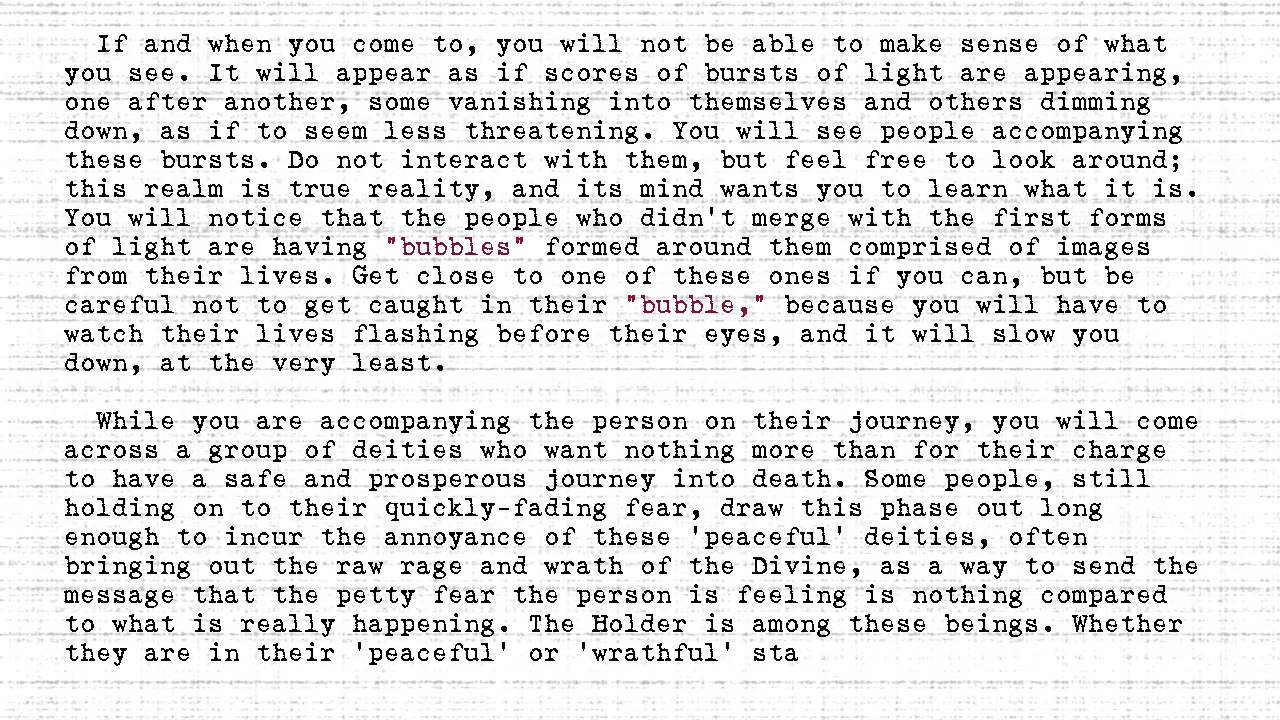 If and when you come to, you will not be able to make sense of what
you see. It will appear as if scores of bursts of light are appearing,
one after another, some vanishing into themselves and others dimming
down, as if to seem less threatening. You will see people accompanying
these bursts. Do not interact with them, but feel free to look around;
this realm is true reality, and its mind wants you to learn what it is.
You will notice that the people who didn't merge with the first forms
of light are having "bubbles" formed around them comprised of images
from their lives. Get close to one of these ones if you can, but be
careful not to get caught in their "bubble," because you will have to
watch their lives flashing before their eyes, and it will slow you
down, at the very least.
While you are accompanying the person on their journey, you will come
across a group of deities who want nothing more than for their charge
to have a safe and prosperous journey into death. Some people, still
holding on to their quickly-fading fear, draw this phase out long
enough to incur the annoyance of these 'peaceful' deities, often
bringing out the raw rage and wrath of the Divine, as a way to send the
message that the petty fear the person is feeling is nothing compared
to what is really happening. The Holder is among these beings. Whether
they are in their 'peaceful' or 'wrathful' sta